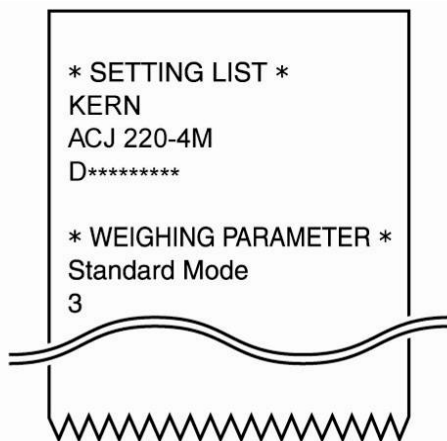 * SETTING LIST *
KERN
ACJ 220-4M
D*********
* WEIGHING PARAMETER *
Standard Mode
3